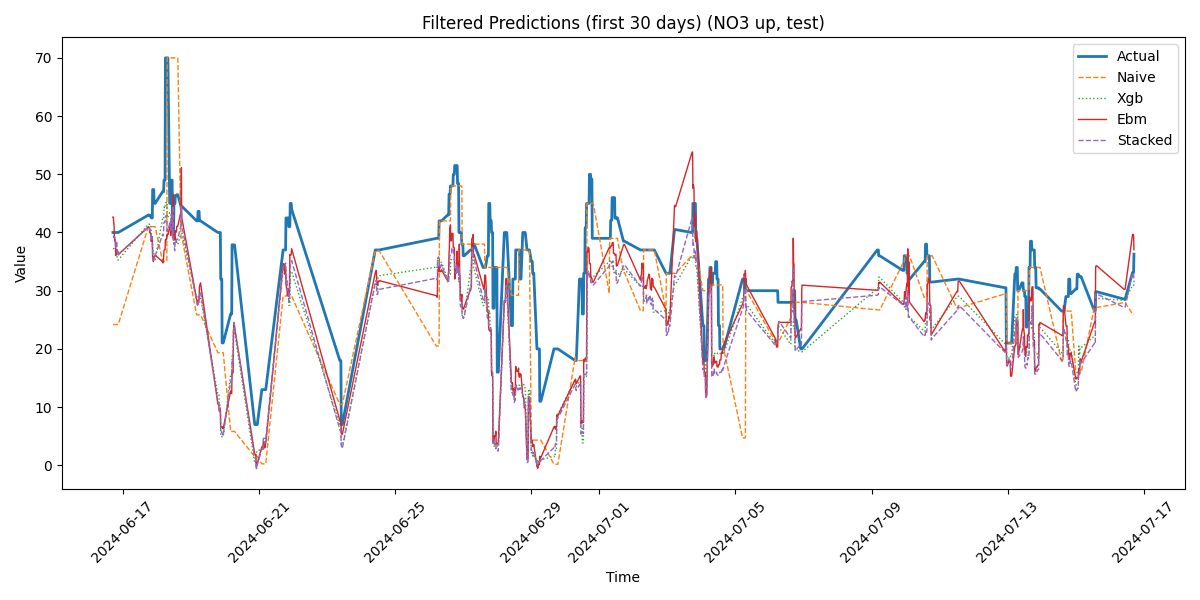 Filtered Predictions (first 30 days) (NO3 up, test)
Value
70
60
50
40
30
20
10
0
Actual
Naive
Xgb
Ebm
Stacked
2024-06-17
2024-06-21
2024-06-25
2024-06-29
2024-07-01
2024-07-05
2024-07-09
2024-07-13
2024-07-17
Time